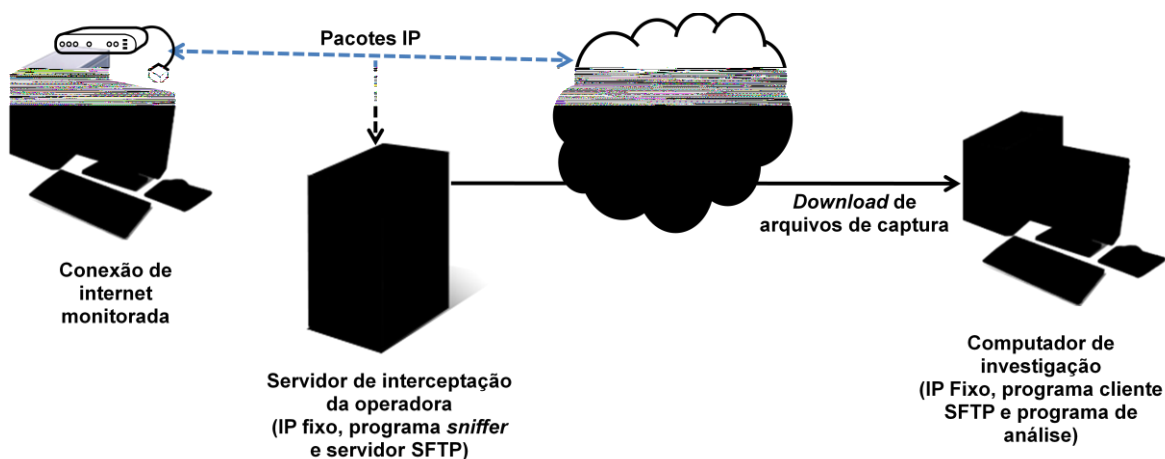 Pacotes IP
Download de
arquivos de captura
Conexão de
internet
monitorada
Servidor de interceptação
da operadora
(IP fixo, programa sniffer
e servidor SFTP)
Computador de
investigação
(IP Fixo, programa cliente
SFTP e programa de
análise)